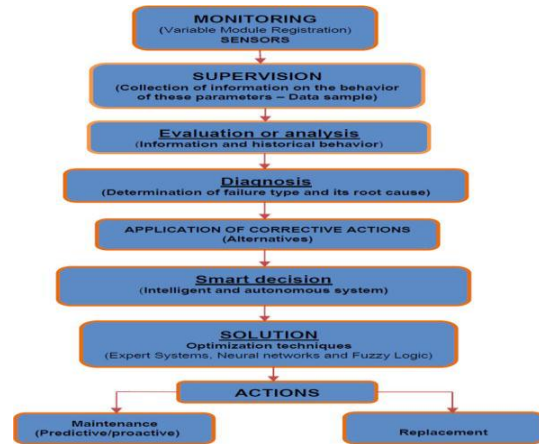 MONITORING
(Variable Module Registration)
SENSORS
SUPERVISION
(Collection of information on the behavior
of these parameters – Data sample)
Evaluation or analysis
(Information and historical behavior)
Diagnosis
(Determination of failure type and its root cause)
APPLICATION OF CORRECTIVE ACTIONS
(Alternatives)
Smart decision
(Intelligent and autonomous system)
SOLUTION
Optimization techniques
(Expert Systems, Neural networks and Fuzzy Logic)
ACTIONS
Maintenance
(Predictive/proactive)
Replacement